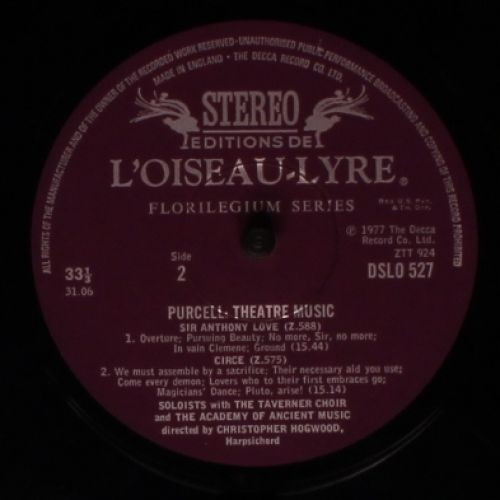 ALL RIGHTS OF THE MANUFACTURER AND OF THE OWNER OF THE RECORDED WORK RESERVED · UNAUTHORISED PUBLIC PERFORMANCE BROADCASTING AND COPYING OF THIS RECORD PROHIBITED
MADE IN ENGLAND · THE DECCA RECORD CO. LTD.
STEREO
EDITIONS DE
L'OISEAU-LYRE®
FLORILEGIUM SERIES
REG. U.S. Pat.
& Tm. Off.
℗ 1977 The Decca
Record Co. Ltd.
ZTT 924
DSLO 527
Side
2
33⅓
31.06
PURCELL: THEATRE MUSIC
SIR ANTHONY LOVE (Z.588)
1. Overture; Pursuing Beauty; No more, Sir, no more;
In vain Clemene; Ground (15.44)
CIRCE (Z.575)
2. We must assemble by a sacrifice; Their necessary aid you use;
Come every demon; Lovers who to their first embraces go;
Magicians' Dance; Pluto, arise! (15.14)
SOLOISTS with THE TAVERNER CHOIR
and THE ACADEMY OF ANCIENT MUSIC
directed by CHRISTOPHER HOGWOOD,
Harpsichord